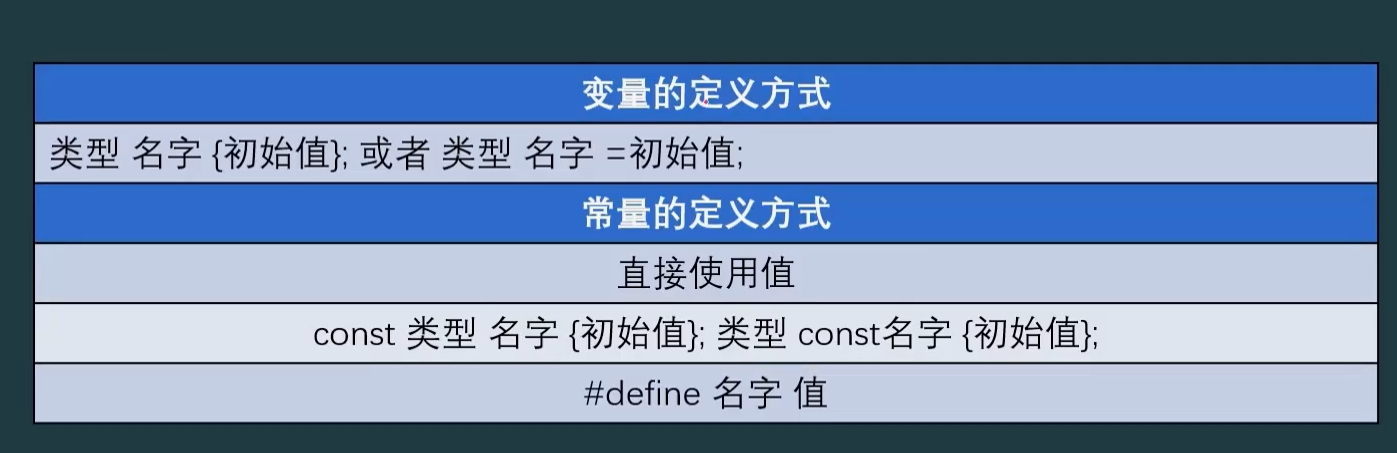 变量的定义方式
类型 名字 {初始值}; 或者 类型 名字 =初始值;
常量的定义方式
直接使用值
const 类型 名字 {初始值}; 类型 const名字 {初始值};
#define 名字 值